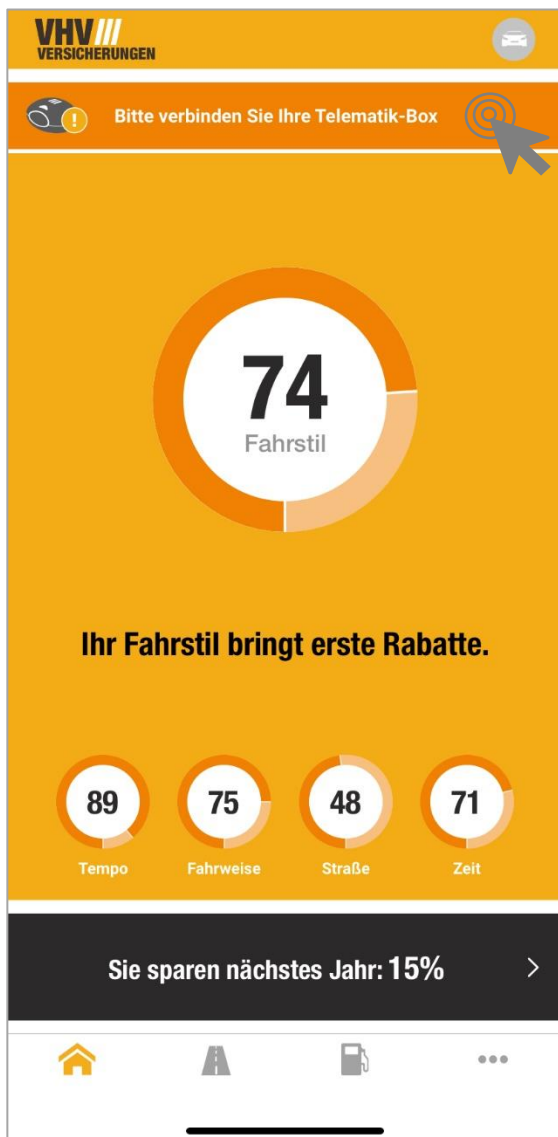 VHV
VERSICHERUNGEN
Bitte verbinden Sie Ihre Telematik-Box
74
Fahrstil
Ihr Fahrstil bringt erste Rabatte.
89 75 48 71
Tempo Fahrweise Straße Zeit
Sie sparen nächstes Jahr: 15%